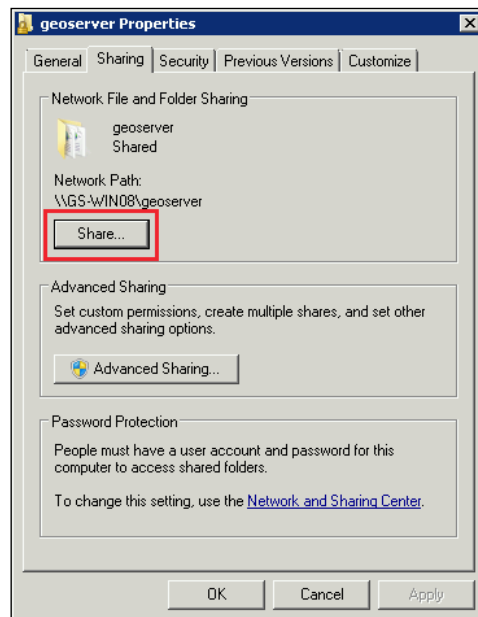 geoserver Properties
General Sharing Security Previous Versions Customize
Network File and Folder Sharing
geoserver
Shared
Network Path:
\\GS-WIN08\geoserver
Share...
Advanced Sharing
Set custom permissions, create multiple shares, and set other
advanced sharing options.
Advanced Sharing...
Password Protection
People must have a user account and password for this
computer to access shared folders.
To change this setting, use the Network and Sharing Center.
OK Cancel Apply